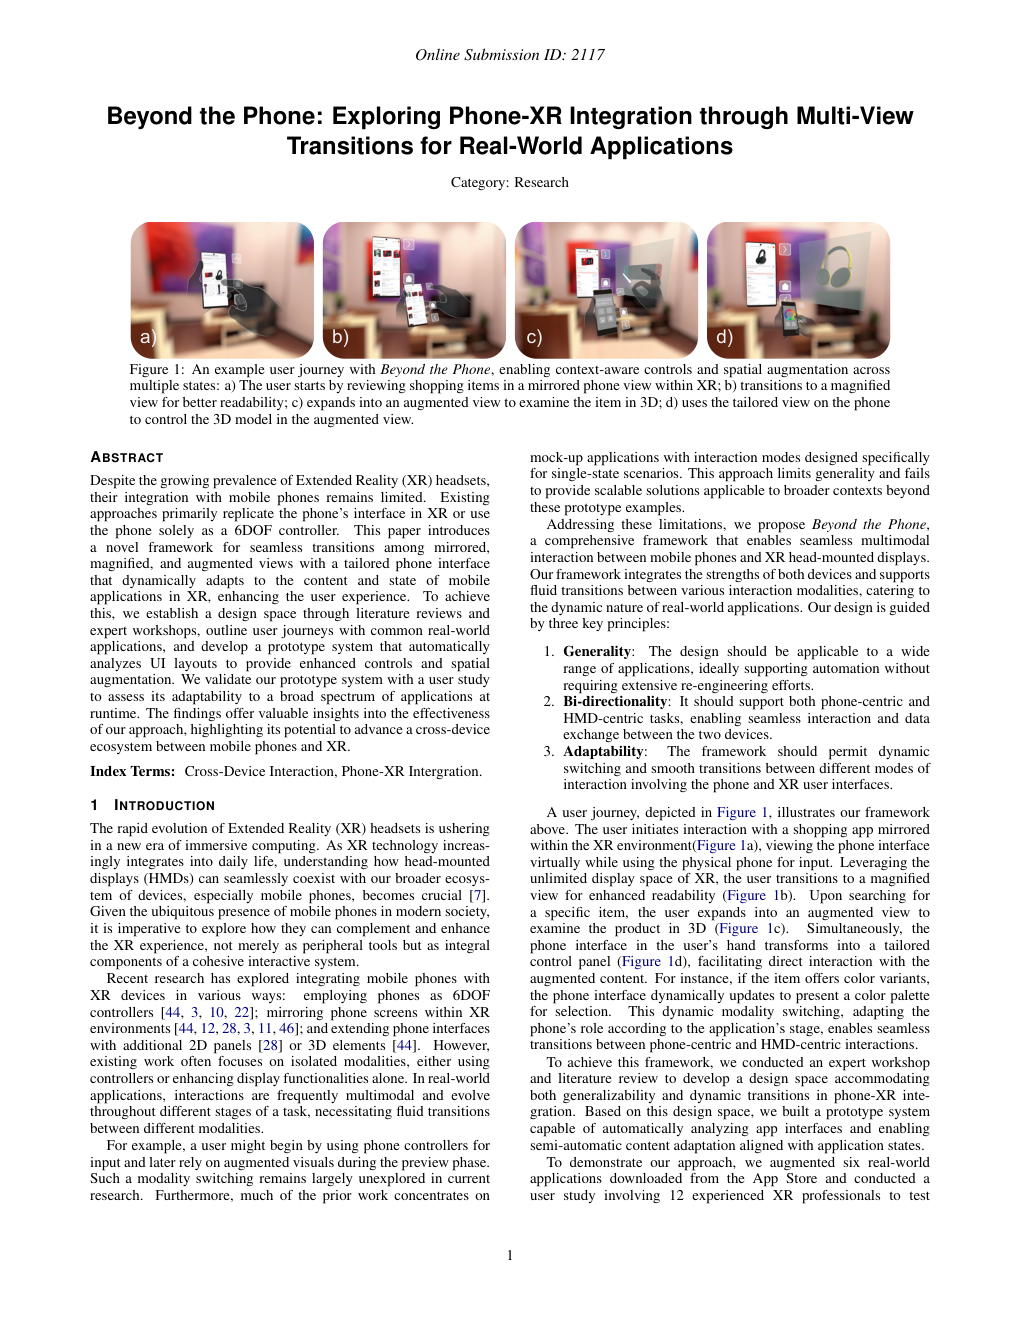 Online Submission ID: 2117
Beyond the Phone: Exploring Phone-XR Integration through Multi-View
Transitions for Real-World Applications
Category: Research
a)
b)
c)
d)
Figure 1: An example user journey with Beyond the Phone, enabling context-aware controls and spatial augmentation across
multiple states: a) The user starts by reviewing shopping items in a mirrored phone view within XR; b) transitions to a magnified
view for better readability; c) expands into an augmented view to examine the item in 3D; d) uses the tailored view on the phone
to control the 3D model in the augmented view.
ABSTRACT
Despite the growing prevalence of Extended Reality (XR) headsets,
their integration with mobile phones remains limited. Existing
approaches primarily replicate the phone's interface in XR or use
the phone solely as a 6DOF controller. This paper introduces
a novel framework for seamless transitions among mirrored,
magnified, and augmented views with a tailored phone interface
that dynamically adapts to the content and state of mobile
applications in XR, enhancing the user experience. To achieve
this, we establish a design space through literature reviews and
expert workshops, outline user journeys with common real-world
applications, and develop a prototype system that automatically
analyzes UI layouts to provide enhanced controls and spatial
augmentation. We validate our prototype system with a user study
to assess its adaptability to a broad spectrum of applications at
runtime. The findings offer valuable insights into the effectiveness
of our approach, highlighting its potential to advance a cross-device
ecosystem between mobile phones and XR.
Index Terms: Cross-Device Interaction, Phone-XR Intergration.
1 INTRODUCTION
The rapid evolution of Extended Reality (XR) headsets is ushering
in a new era of immersive computing. As XR technology increas-
ingly integrates into daily life, understanding how head-mounted
displays (HMDs) can seamlessly coexist with our broader ecosys-
tem of devices, especially mobile phones, becomes crucial [7].
Given the ubiquitous presence of mobile phones in modern society,
it is imperative to explore how they can complement and enhance
the XR experience, not merely as peripheral tools but as integral
components of a cohesive interactive system.
Recent research has explored integrating mobile phones with
XR devices in various ways: employing phones as 6DOF
controllers [44, 3, 10, 22]; mirroring phone screens within XR
environments [44, 12, 28, 3, 11, 46]; and extending phone interfaces
with additional 2D panels [28] or 3D elements [44]. However,
existing work often focuses on isolated modalities, either using
controllers or enhancing display functionalities alone. In real-world
applications, interactions are frequently multimodal and evolve
throughout different stages of a task, necessitating fluid transitions
between different modalities.
For example, a user might begin by using phone controllers for
input and later rely on augmented visuals during the preview phase.
Such a modality switching remains largely unexplored in current
research. Furthermore, much of the prior work concentrates on
mock-up applications with interaction modes designed specifically
for single-state scenarios. This approach limits generality and fails
to provide scalable solutions applicable to broader contexts beyond
these prototype examples.
Addressing these limitations, we propose Beyond the Phone,
a comprehensive framework that enables seamless multimodal
interaction between mobile phones and XR head-mounted displays.
Our framework integrates the strengths of both devices and supports
fluid transitions between various interaction modalities, catering to
the dynamic nature of real-world applications. Our design is guided
by three key principles:
1. Generality: The design should be applicable to a wide
range of applications, ideally supporting automation without
requiring extensive re-engineering efforts.
2. Bi-directionality: It should support both phone-centric and
HMD-centric tasks, enabling seamless interaction and data
exchange between the two devices.
3. Adaptability: The framework should permit dynamic
switching and smooth transitions between different modes of
interaction involving the phone and XR user interfaces.
A user journey, depicted in Figure 1, illustrates our framework
above. The user initiates interaction with a shopping app mirrored
within the XR environment(Figure 1a), viewing the phone interface
virtually while using the physical phone for input. Leveraging the
unlimited display space of XR, the user transitions to a magnified
view for enhanced readability (Figure 1b). Upon searching for
a specific item, the user expands into an augmented view to
examine the product in 3D (Figure 1c). Simultaneously, the
phone interface in the user's hand transforms into a tailored
control panel (Figure 1d), facilitating direct interaction with the
augmented content. For instance, if the item offers color variants,
the phone interface dynamically updates to present a color palette
for selection. This dynamic modality switching, adapting the
phone's role according to the application's stage, enables seamless
transitions between phone-centric and HMD-centric interactions.
To achieve this framework, we conducted an expert workshop
and literature review to develop a design space accommodating
both generalizability and dynamic transitions in phone-XR inte-
gration. Based on this design space, we built a prototype system
capable of automatically analyzing app interfaces and enabling
semi-automatic content adaptation aligned with application states.
To demonstrate our approach, we augmented six real-world
applications downloaded from the App Store and conducted a
user study involving 12 experienced XR professionals to test
1